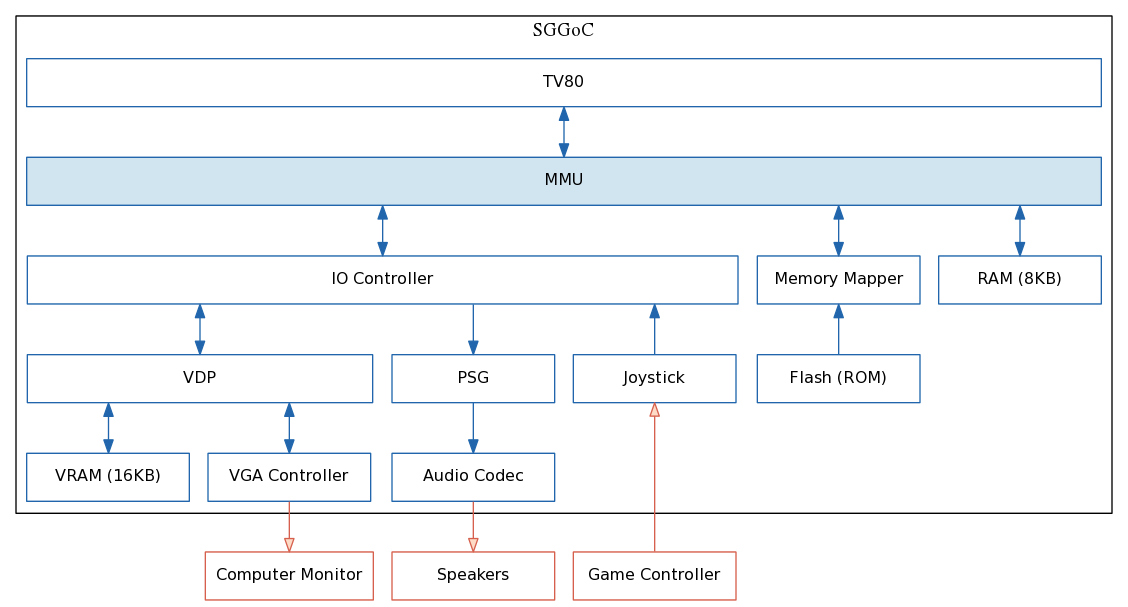 SGGoC
TV80
MMU
IO Controller
Memory Mapper
RAM (8KB)
VDP
PSG
Joystick
Flash (ROM)
VRAM (16KB)
VGA Controller
Audio Codec
Computer Monitor
Speakers
Game Controller